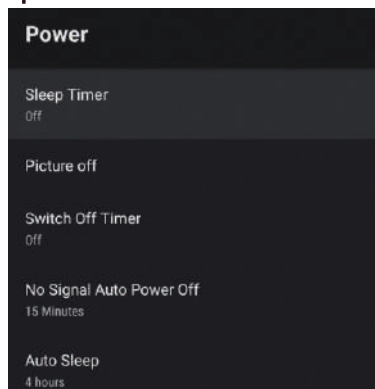 Power
Sleep Timer
Off
Picture off
Switch Off Timer
Off
No Signal Auto Power Off
15 Minutes
Auto Sleep
4 hours